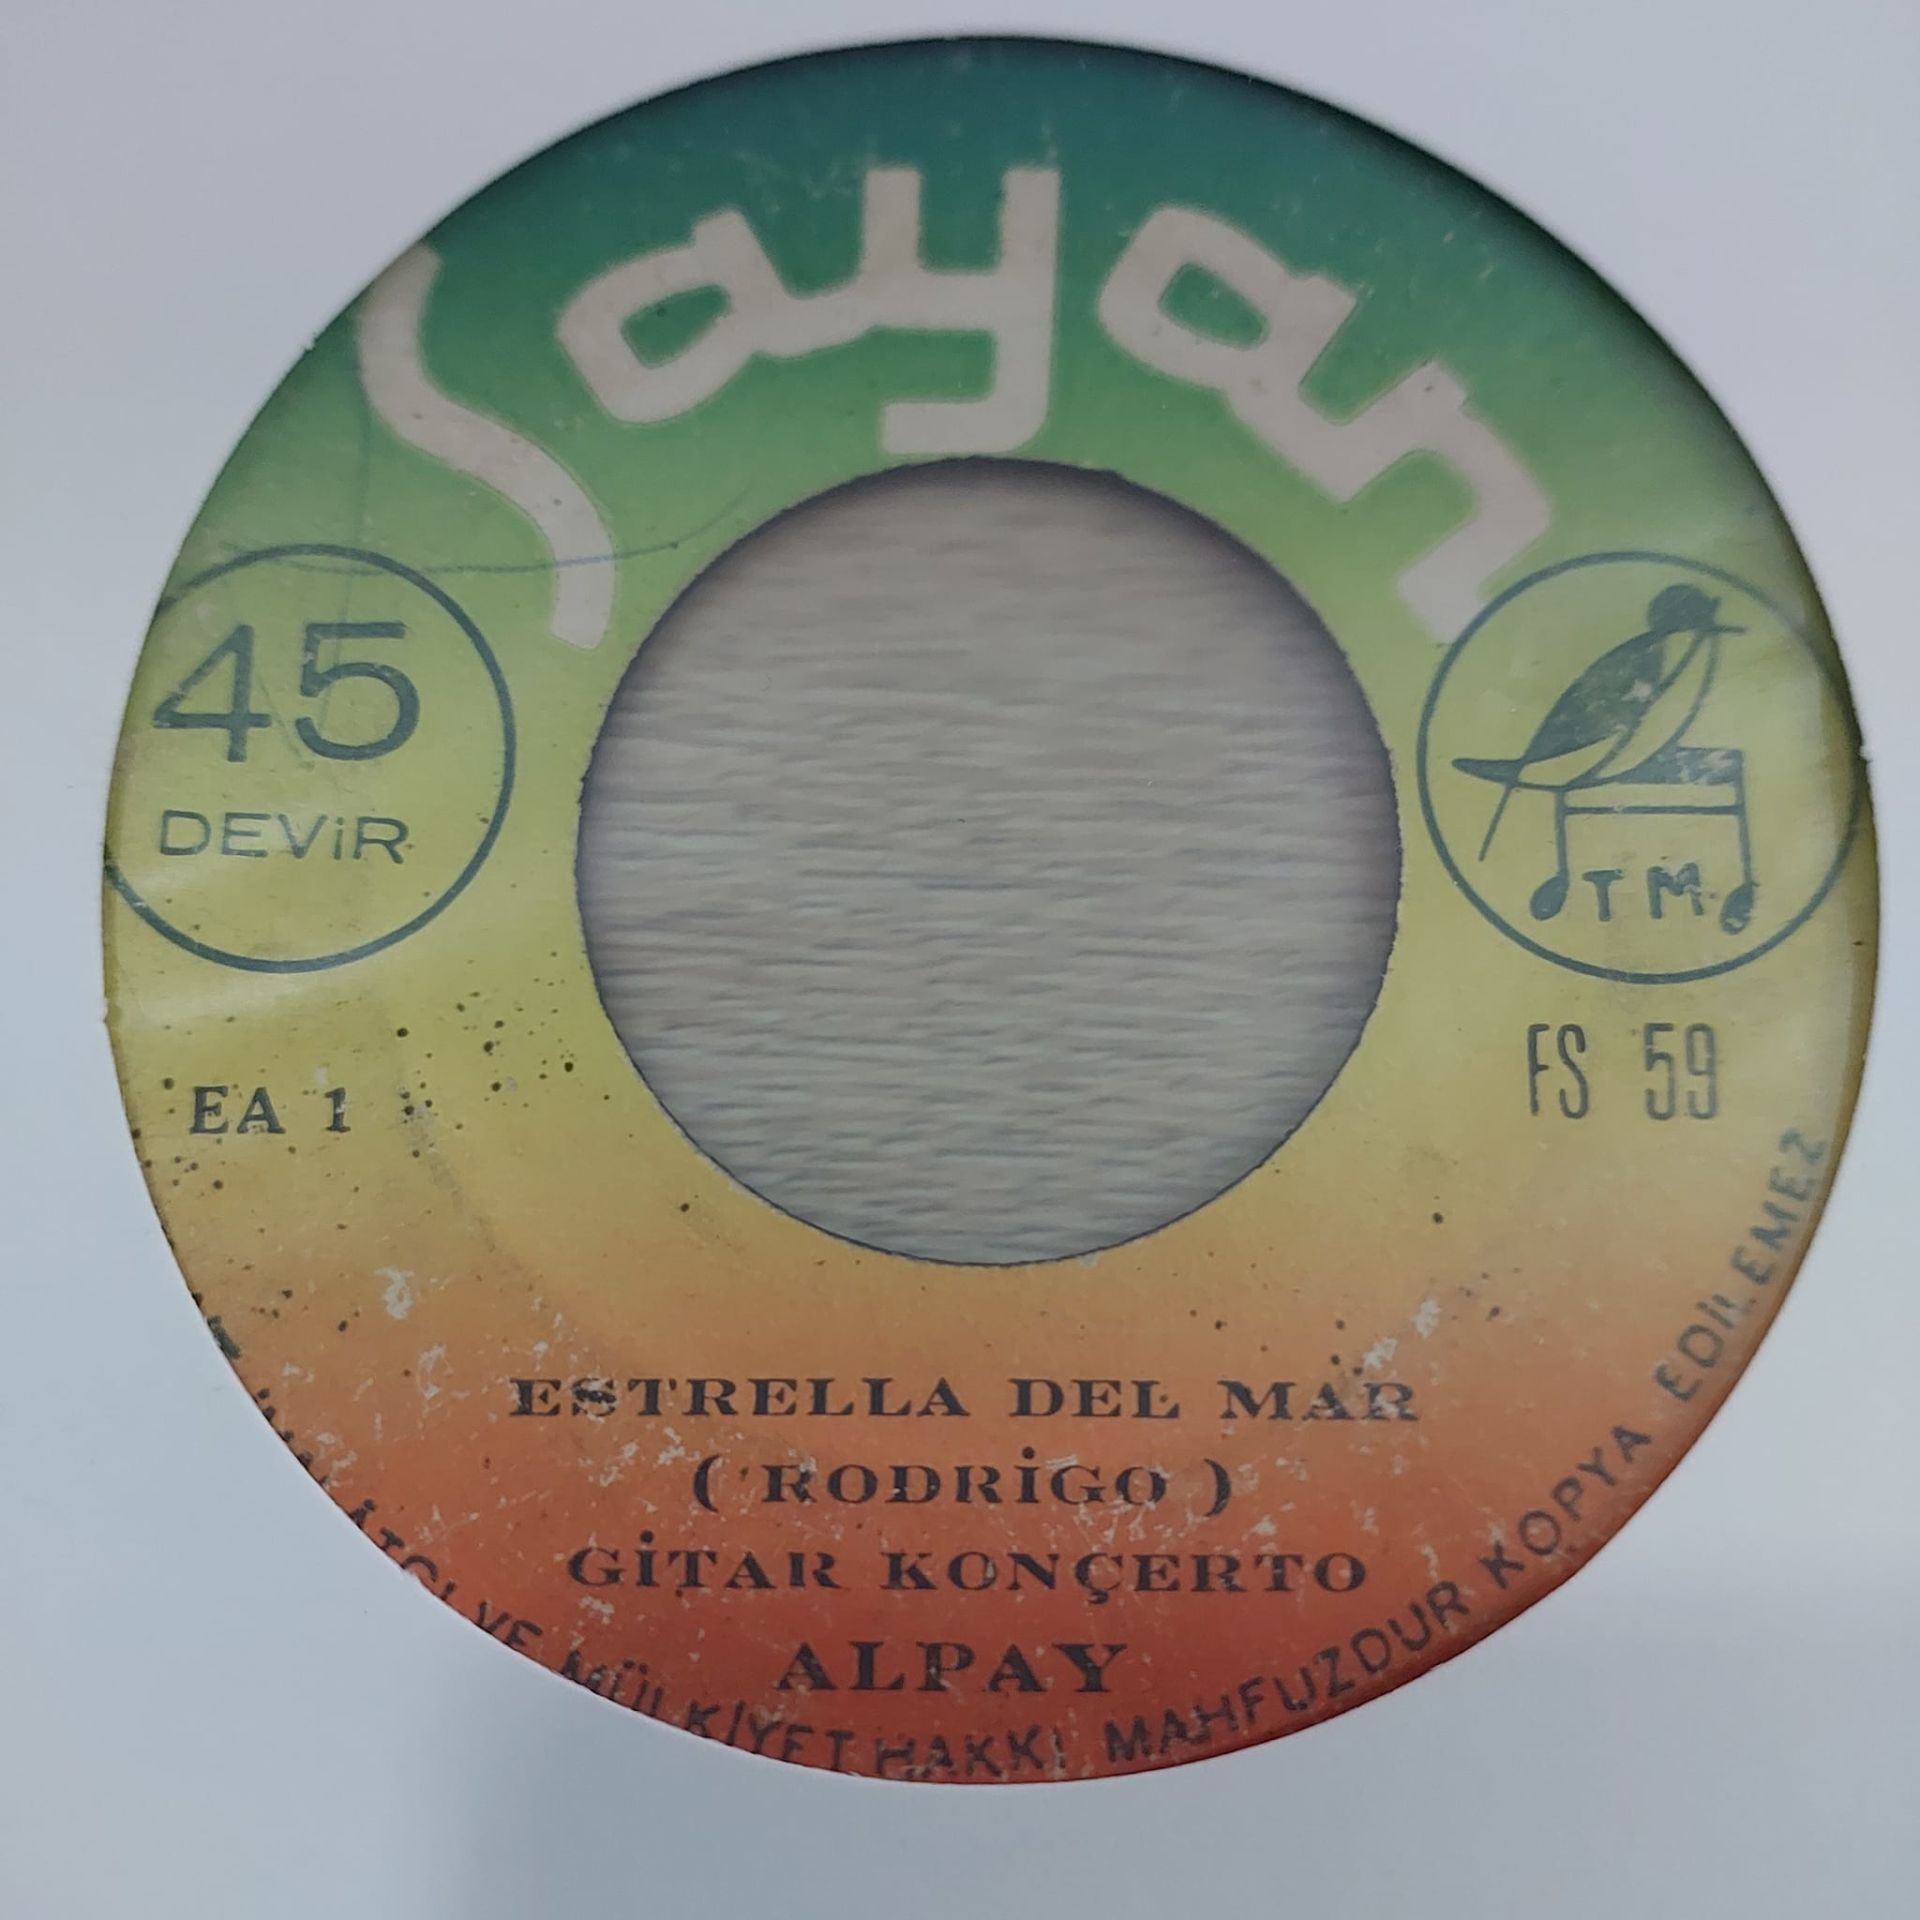 Sayan
45
DEVİR
TM
EA 1
FS 59
ESTRELLA DEL MAR
( RODRİGO )
GİTAR KONÇERTO
ALPAY
VE MÜLKİYET HAKKI MAHFUZDUR KOPYA EDİLEMEZ